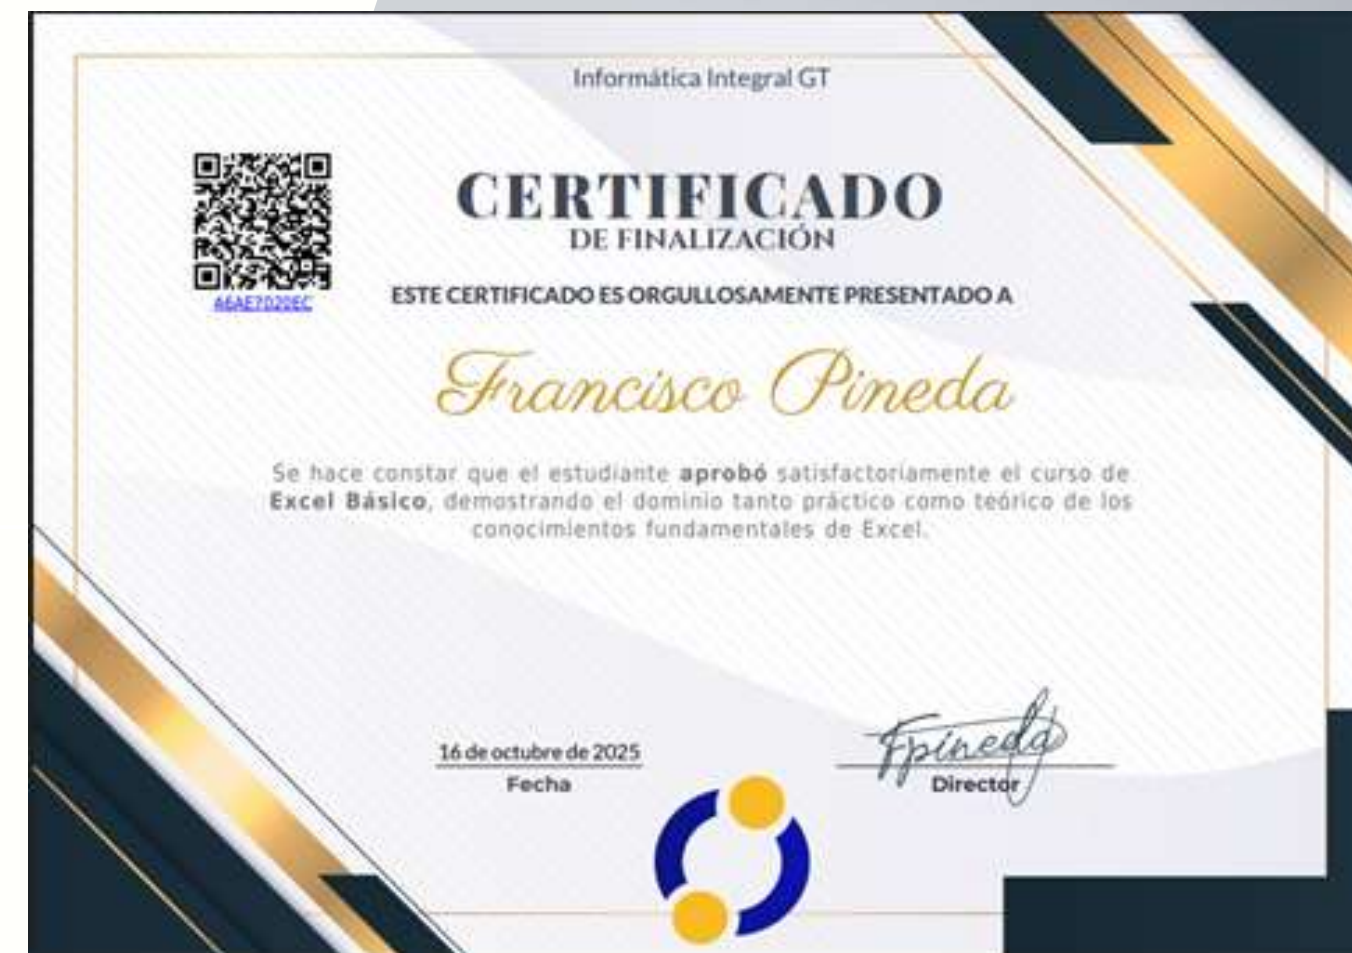 Informática Integral GT
CERTIFICADO
DE FINALIZACIÓN
A6AE7D20EC
ESTE CERTIFICADO ES ORGULLOSAMENTE PRESENTADO A
Francisco Pineda
Se hace constar que el estudiante aprobó satisfactoriamente el curso de
Excel Básico, demostrando el dominio tanto práctico como teórico de los
conocimientos fundamentales de Excel.
16 de octubre de 2025
Fecha
Fpineda
Director